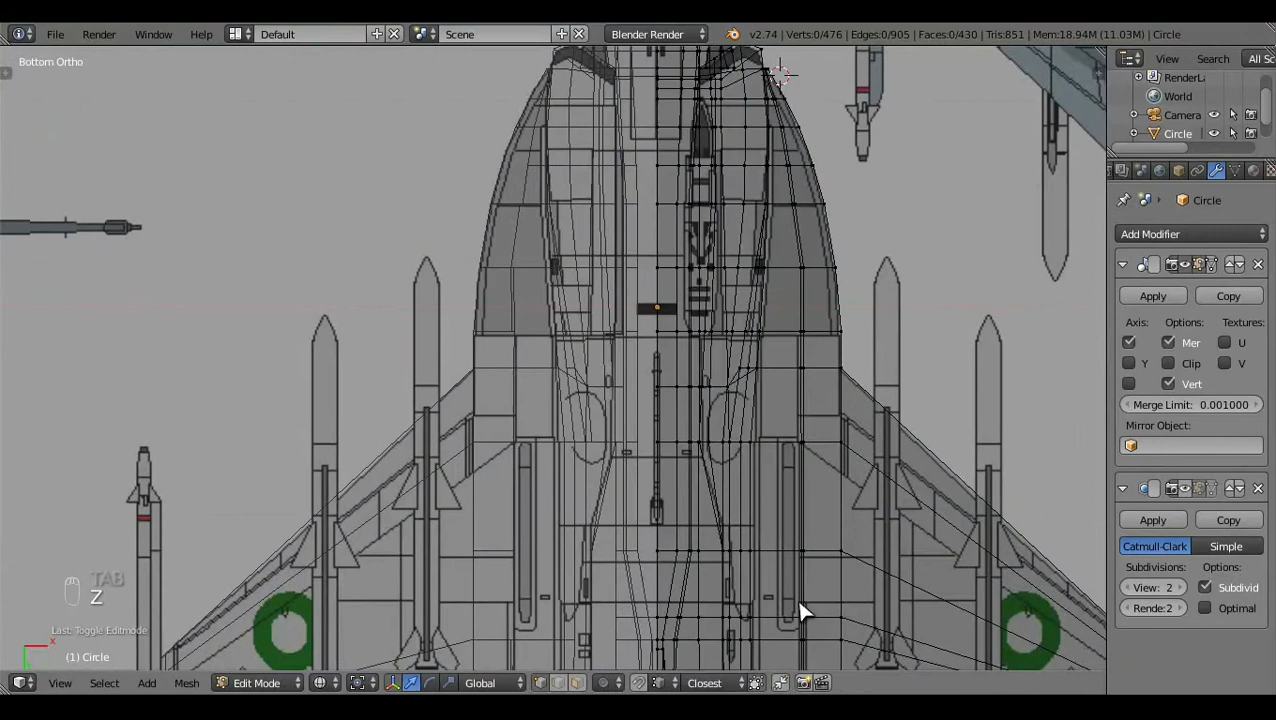 File Render Window Help Default Scene Blender Render v2.74 | Verts:0/476 | Edges:0/905 | Faces:0/430 | Tris:851 | Mem:18.94M (11.03M) | Circle
Bottom Ortho
View Search All Sc
RenderLa
World
Camera
Circle
Circle
Add Modifier
Apply Copy
Axis: Options: Textures:
X Mer U
Y Clip V
Vert
Merge Limit: 0.001000
Mirror Object:
Apply Copy
Catmull-Clark Simple
Subdivisions: Options:
View: 2 Subdivid
Rende:2 Optimal
TAB
Z
Last: Toggle Editmode
x
(1) Circle
View Select Add Mesh Edit Mode Global Closest